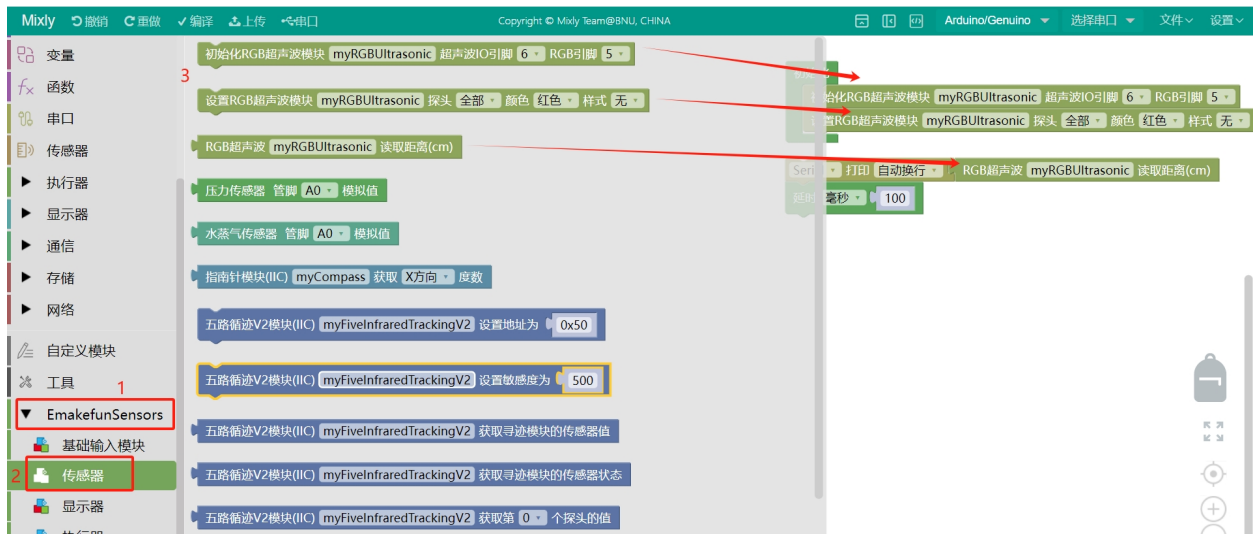 Mixly 撤销 重做 编译 上传 串口 Copyright © Mixly Team@BNU, CHINA Arduino/Genuino 选择串口 文件 设置
变量
函数
串口
传感器
执行器
显示器
通信
存储
网络
自定义模块
工具
1
EmakefunSensors
基础输入模块
2 传感器
显示器
执行器
3
初始化RGB超声波模块 myRGBUltrasonic 超声波IO引脚 6 RGB引脚 5
设置RGB超声波模块 myRGBUltrasonic 探头 全部 颜色 红色 样式 无
RGB超声波 myRGBUltrasonic 读取距离(cm)
压力传感器 管脚 A0 模拟值
水蒸气传感器 管脚 A0 模拟值
指南针模块(IIC) myCompass 获取 X方向 度数
五路循迹V2模块(IIC) myFiveInfraredTrackingV2 设置地址为 0x50
五路循迹V2模块(IIC) myFiveInfraredTrackingV2 设置敏感度为 500
五路循迹V2模块(IIC) myFiveInfraredTrackingV2 获取寻迹模块的传感器值
五路循迹V2模块(IIC) myFiveInfraredTrackingV2 获取寻迹模块的传感器状态
五路循迹V2模块(IIC) myFiveInfraredTrackingV2 获取第 0 个探头的值
始化RGB超声波模块 myRGBUltrasonic 超声波IO引脚 6 RGB引脚 5
置RGB超声波模块 myRGBUltrasonic 探头 全部 颜色 红色 样式 无
Seri 打印 自动换行 RGB超声波 myRGBUltrasonic 读取距离(cm)
延时 毫秒 100